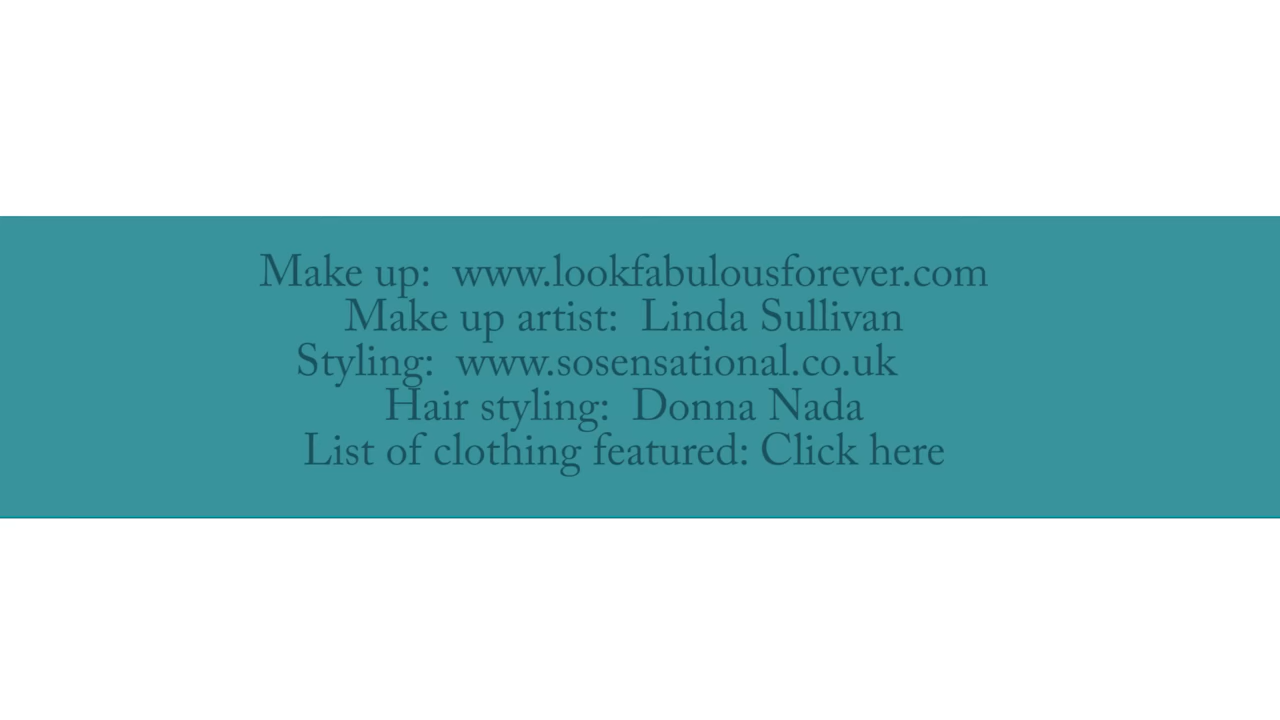 Make up:  www.lookfabulousforever.com
Make up artist:  Linda Sullivan
Styling:  www.sosensational.co.uk
Hair styling:  Donna Nada
List of clothing featured: Click here